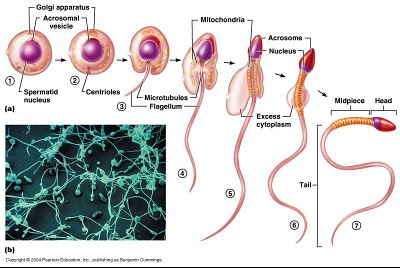 Golgi apparatus
Acrosomal
vesicle
Mitochondria
Acrosome
Nucleus
①
②
Spermatid
nucleus
Centrioles
③
Microtubules
Flagellum
Excess
cytoplasm
Midpiece
Head
(a)
④
⑤
Tail
⑥
⑦
(b)
Copyright © 2004 Pearson Education, Inc., publishing as Benjamin Cummings.